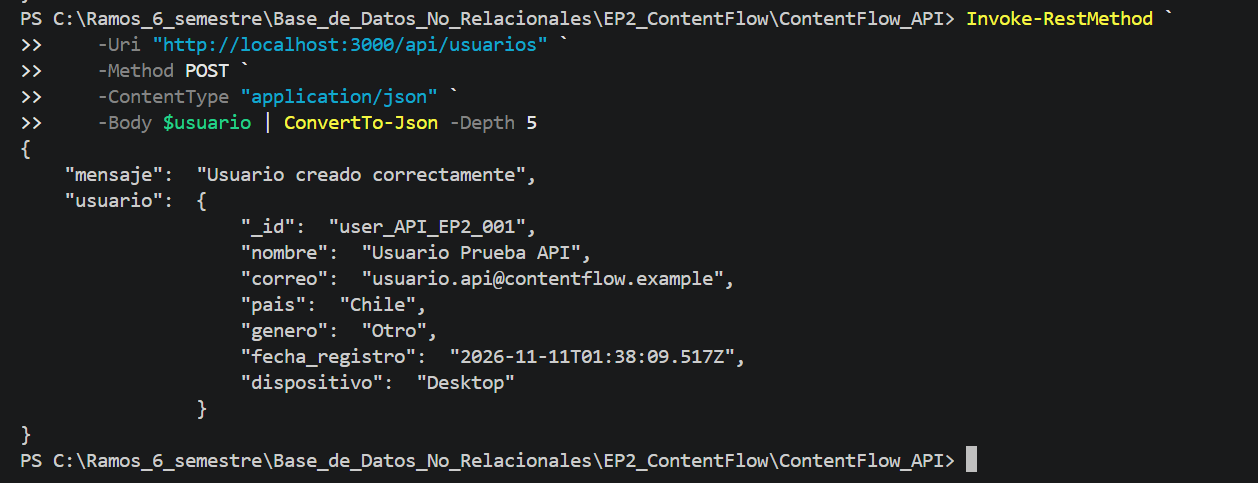 PS C:\Ramos_6_semestre\Base_de_Datos_No_Relacionales\EP2_ContentFlow\ContentFlow_API> Invoke-RestMethod `
>>     -Uri "http://localhost:3000/api/usuarios" `
>>     -Method POST `
>>     -ContentType "application/json" `
>>     -Body $usuario | ConvertTo-Json -Depth 5
{
    "mensaje":  "Usuario creado correctamente",
    "usuario":  {
                    "_id":  "user_API_EP2_001",
                    "nombre":  "Usuario Prueba API",
                    "correo":  "usuario.api@contentflow.example",
                    "pais":  "Chile",
                    "genero":  "Otro",
                    "fecha_registro":  "2026-11-11T01:38:09.517Z",
                    "dispositivo":  "Desktop"
                }
}
PS C:\Ramos_6_semestre\Base_de_Datos_No_Relacionales\EP2_ContentFlow\ContentFlow_API>